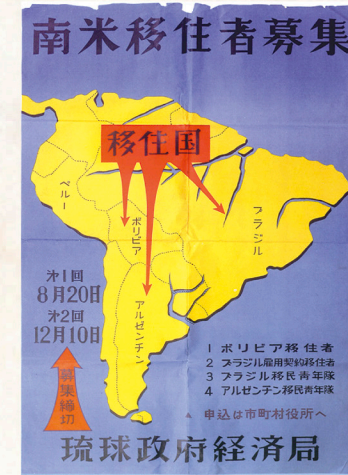 南米移住者募集
移住国
ペルー
ボリビア
ブラジル
アルゼンチン
第1回
8月20日
第2回
12月10日
募集締切
1 ボリビア移住者
2 ブラジル雇用契約移住者
3 ブラジル移民青年隊
4 アルゼンチン移民青年隊
▲ 申込は市町村役所へ
琉球政府経済局